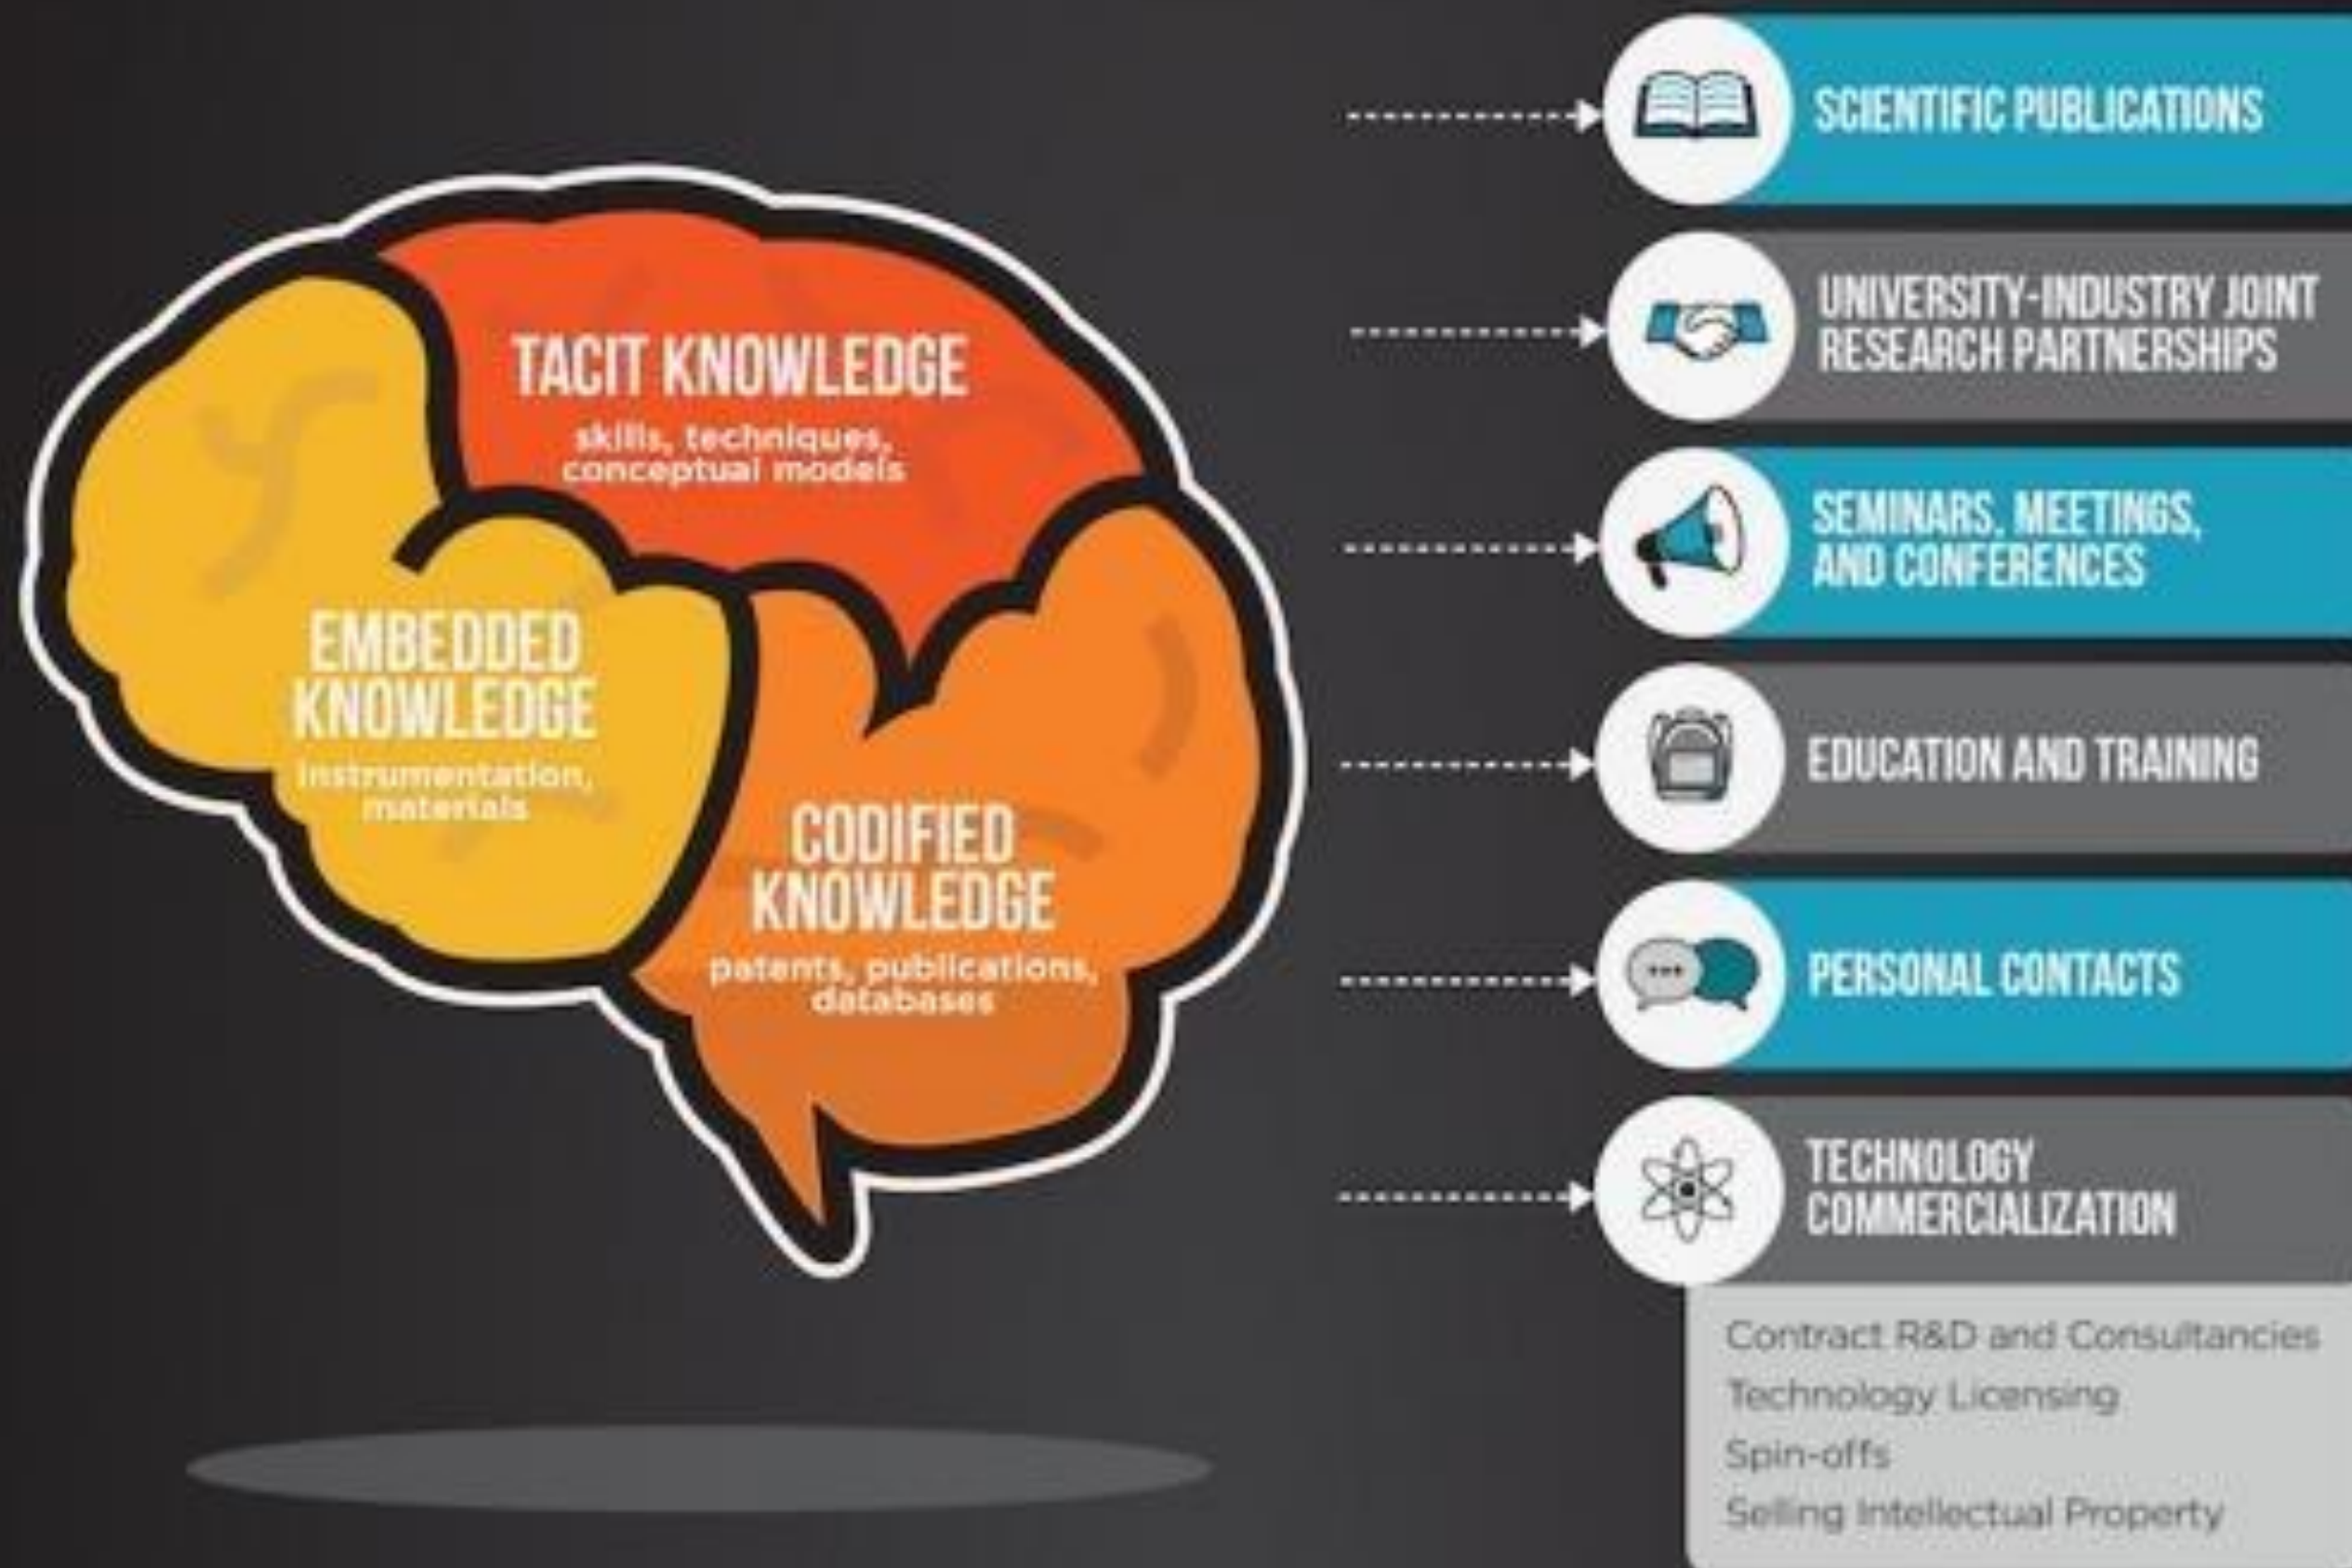 TACIT KNOWLEDGE
skills, techniques,
conceptual models
EMBEDDED
KNOWLEDGE
instrumentation,
materials
CODIFIED
KNOWLEDGE
patents, publications,
databases
SCIENTIFIC PUBLICATIONS
UNIVERSITY-INDUSTRY JOINT
RESEARCH PARTNERSHIPS
SEMINARS, MEETINGS,
AND CONFERENCES
EDUCATION AND TRAINING
PERSONAL CONTACTS
TECHNOLOGY
COMMERCIALIZATION
Contract R&D and Consultancies
Technology Licensing
Spin-offs
Selling Intellectual Property